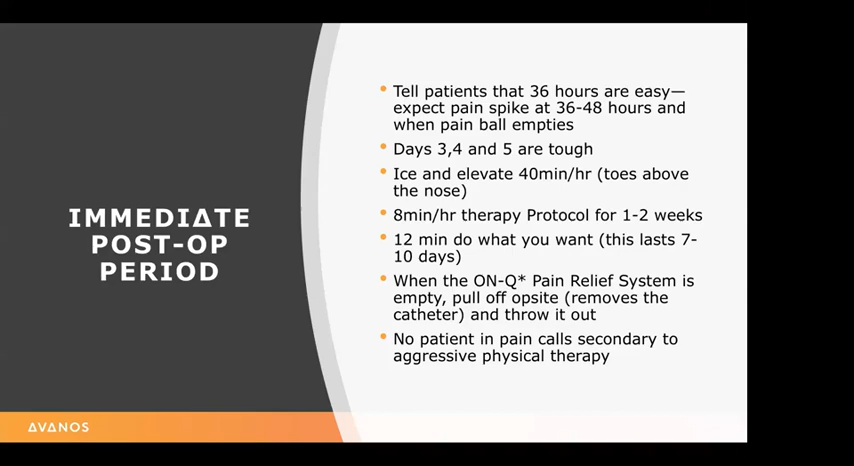 IMMEDIATE
POST-OP
PERIOD
Tell patients that 36 hours are easy—
expect pain spike at 36-48 hours and
when pain ball empties
Days 3,4 and 5 are tough
Ice and elevate 40min/hr (toes above
the nose)
8min/hr therapy Protocol for 1-2 weeks
12 min do what you want (this lasts 7-
10 days)
When the ON-Q* Pain Relief System is
empty, pull off opsite (removes the
catheter) and throw it out
No patient in pain calls secondary to
aggressive physical therapy
AVANOS